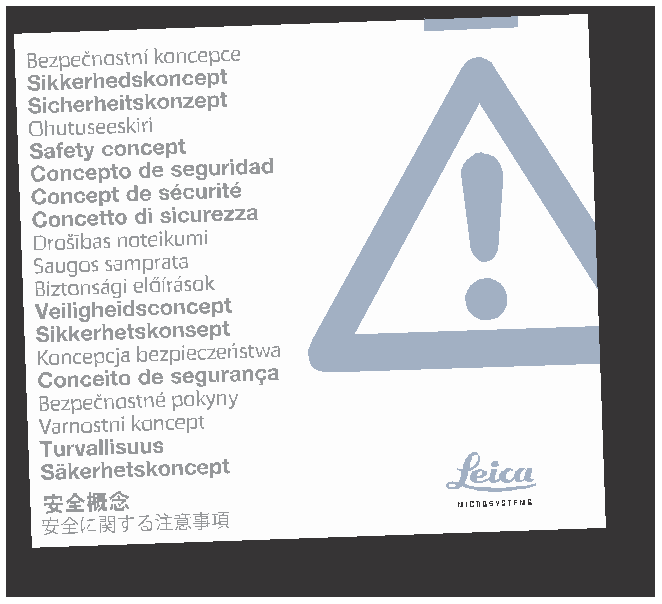 Bezpečnostní koncepce
Sikkerhedskoncept
Sicherheitskonzept
Ohutuseeskiri
Safety concept
Concepto de seguridad
Concept de sécurité
Concetto di sicurezza
Drošības noteikumi
Saugos samprata
Biztonsági előírások
Veiligheidsconcept
Sikkerhetskonsept
Koncepcja bezpieczeństwa
Conceito de segurança
Bezpečnostné pokyny
Varnostni koncept
Turvallisuus
Säkerhetskoncept
安全概念
安全に関する注意事項
Leica
MICROSYSTEMS